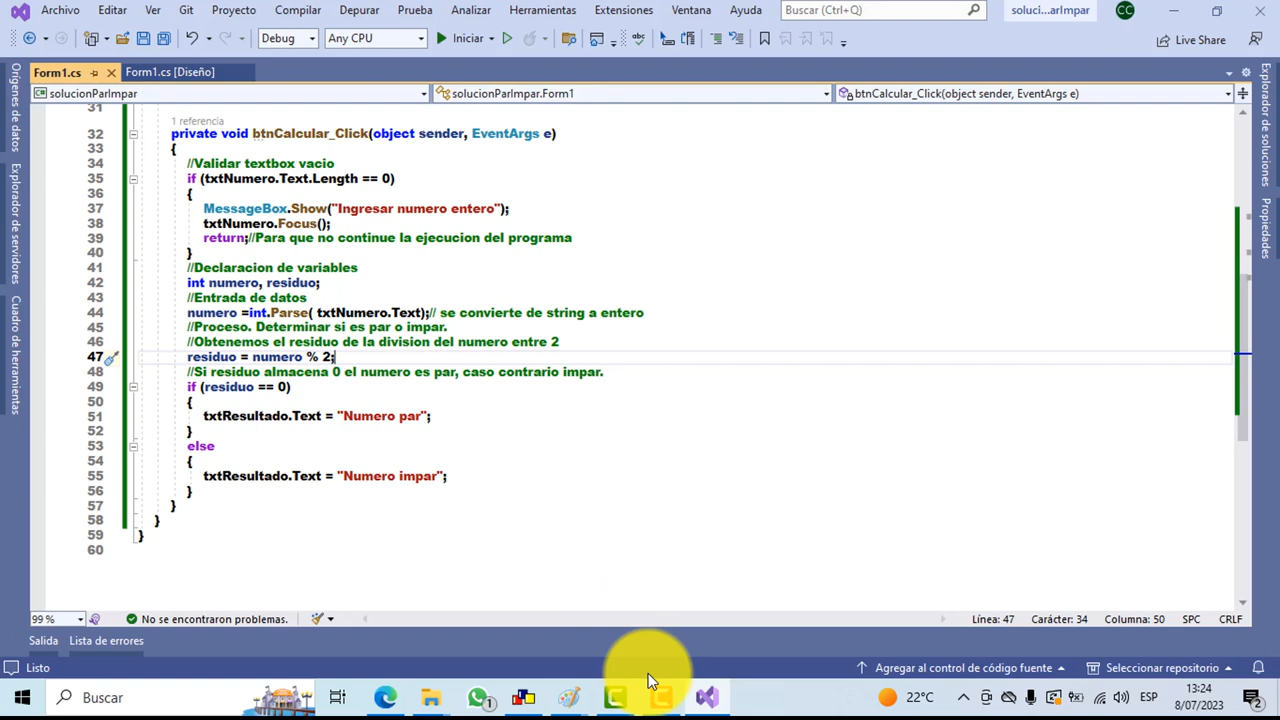 Archivo Editar Ver Git Proyecto Compilar Depurar Prueba Analizar Herramientas Extensiones Ventana Ayuda Buscar (Ctrl+Q) soluci...arImpar CC
Debug Any CPU Iniciar Live Share
Form1.cs Form1.cs [Diseño]
solucionParImpar solucionParImpar.Form1 btnCalcular_Click(object sender, EventArgs e)
Orígenes de datos
Explorador de servidores
Cuadro de herramientas
Explorador de soluciones
Propiedades
31
1 referencia
32 private void btnCalcular_Click(object sender, EventArgs e)
33 {
34 //Validar textbox vacio
35 if (txtNumero.Text.Length == 0)
36 {
37 MessageBox.Show("Ingresar numero entero");
38 txtNumero.Focus();
39 return;//Para que no continue la ejecucion del programa
40 }
41 //Declaracion de variables
42 int numero, residuo;
43 //Entrada de datos
44 numero =int.Parse( txtNumero.Text);// se convierte de string a entero
45 //Proceso. Determinar si es par o impar.
46 //Obtenemos el residuo de la division del numero entre 2
47 residuo = numero % 2;
48 //Si residuo almacena 0 el numero es par, caso contrario impar.
49 if (residuo == 0)
50 {
51 txtResultado.Text = "Numero par";
52 }
53 else
54 {
55 txtResultado.Text = "Numero impar";
56 }
57 }
58 }
59 }
60
99 % No se encontraron problemas. Línea: 47 Carácter: 34 Columna: 50 SPC CRLF
Salida Lista de errores
Listo Agregar al control de código fuente Seleccionar repositorio
Buscar 1 22°C ESP 13:24
8/07/2023 2